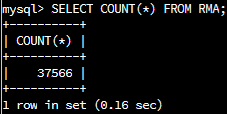 mysql> SELECT COUNT(*) FROM RMA;
+----------+
| COUNT(*) |
+----------+
|    37566 |
+----------+
1 row in set (0.16 sec)